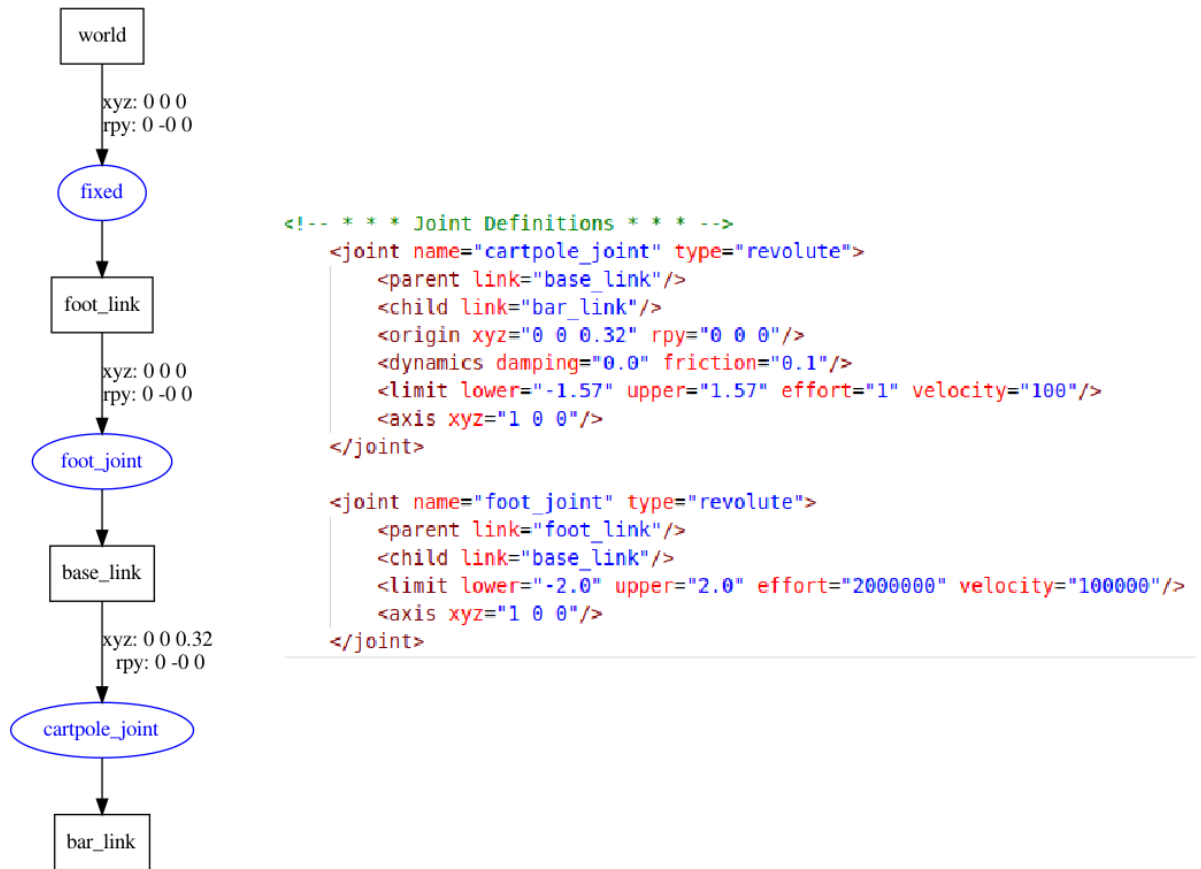 world
xyz: 0 0 0
rpy: 0 -0 0
fixed
foot_link
xyz: 0 0 0
rpy: 0 -0 0
foot_joint
base_link
xyz: 0 0 0.32
rpy: 0 -0 0
cartpole_joint
bar_link
<!-- * * * Joint Definitions * * * -->
<joint name="cartpole_joint" type="revolute">
<parent link="base_link"/>
<child link="bar_link"/>
<origin xyz="0 0 0.32" rpy="0 0 0"/>
<dynamics damping="0.0" friction="0.1"/>
<limit lower="-1.57" upper="1.57" effort="1" velocity="100"/>
<axis xyz="1 0 0"/>
</joint>
<joint name="foot_joint" type="revolute">
<parent link="foot_link"/>
<child link="base_link"/>
<limit lower="-2.0" upper="2.0" effort="2000000" velocity="100000"/>
<axis xyz="1 0 0"/>
</joint>